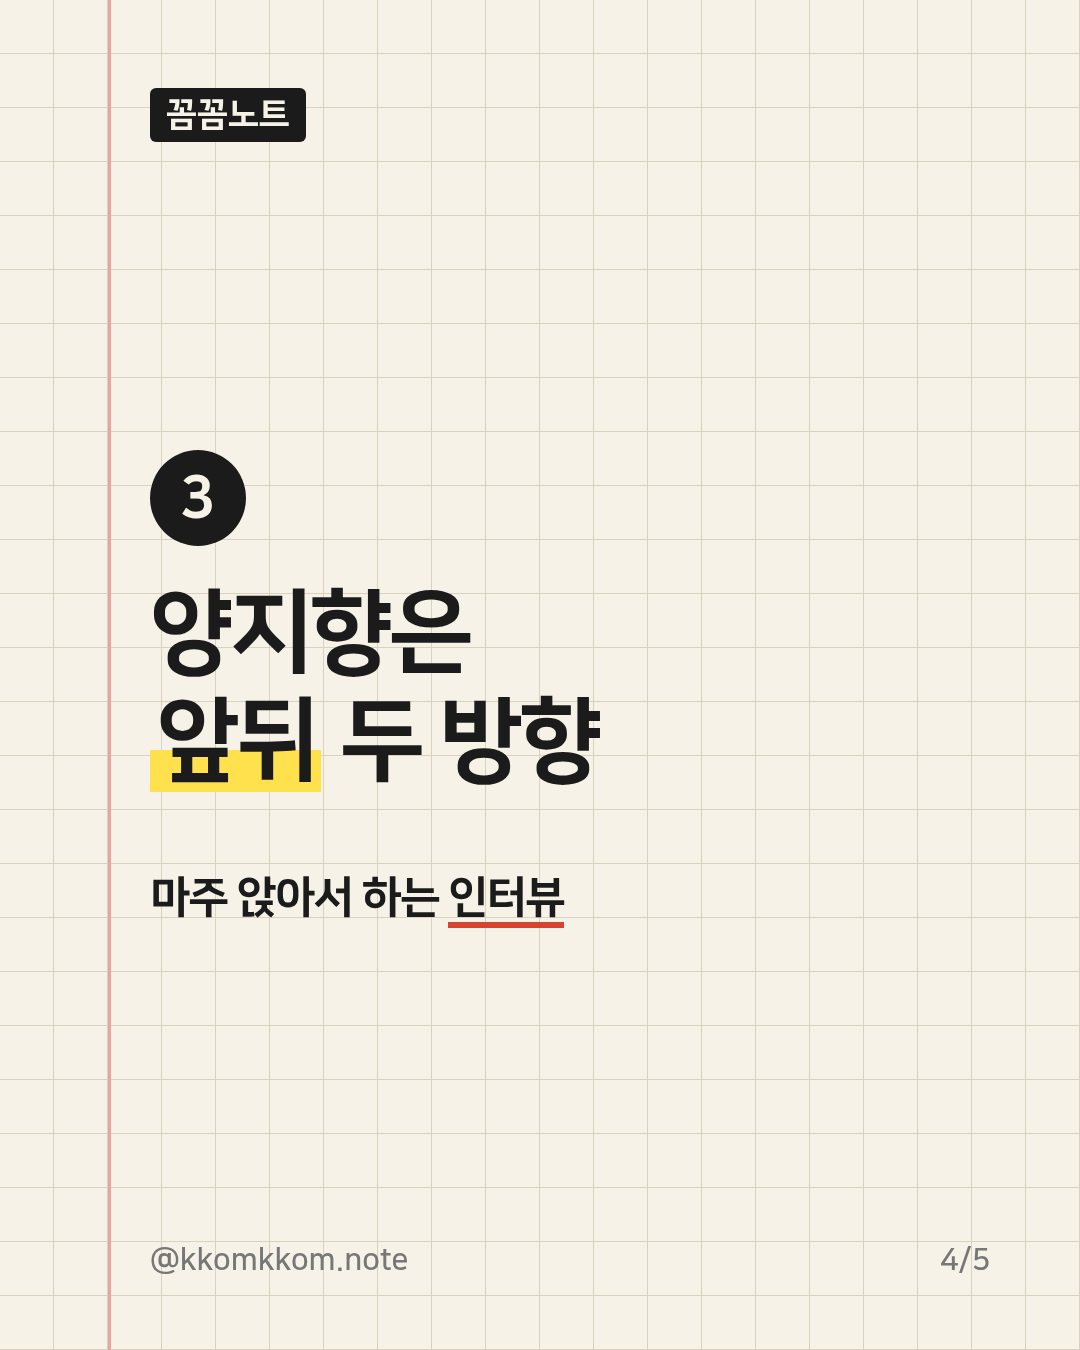 꼼꼼노트
3
양지향은
앞뒤 두 방향
마주 앉아서 하는 인터뷰
@kkomkkom.note
4/5